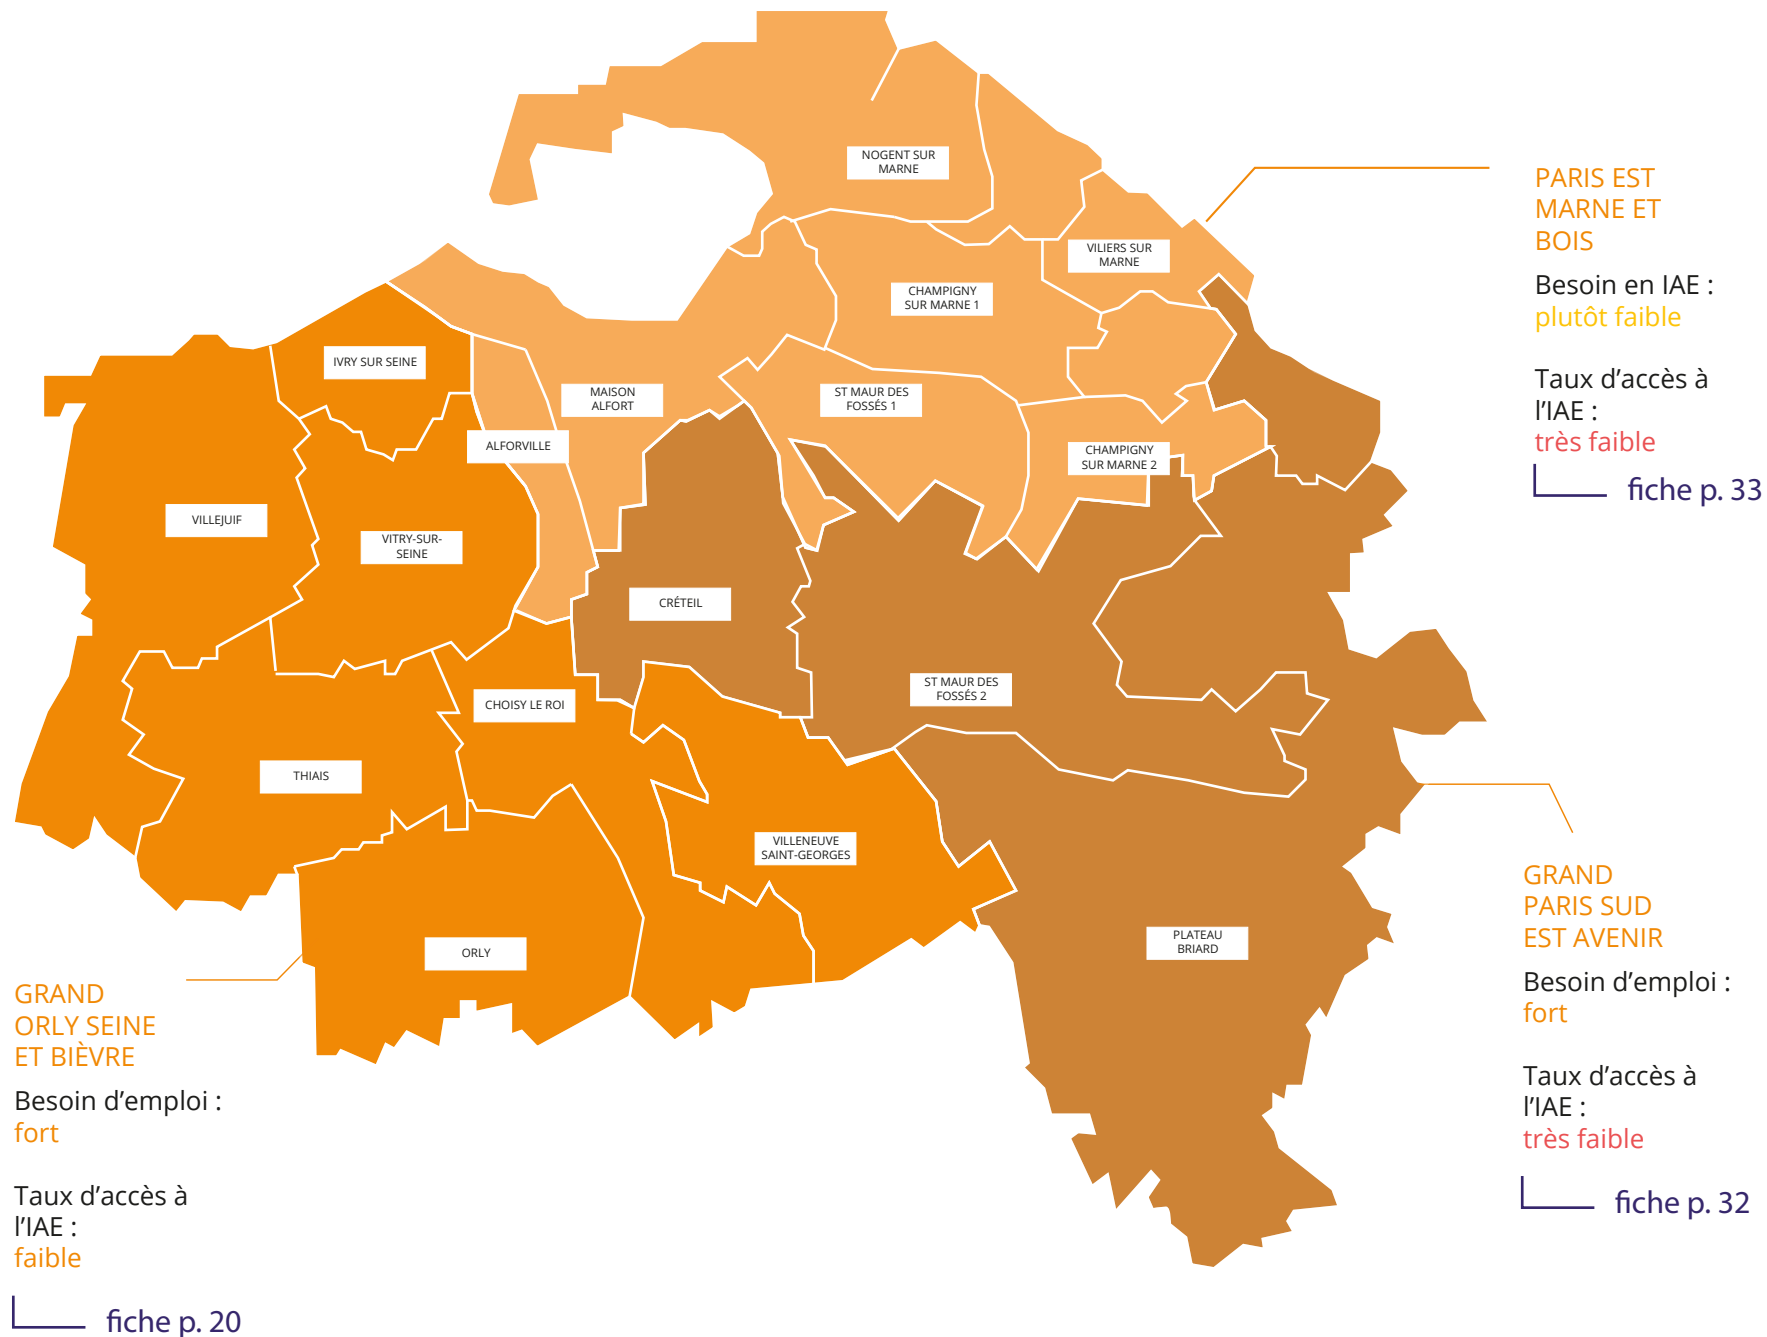 NOGENT SUR
MARNE
VILIERS SUR
MARNE
CHAMPIGNY
SUR MARNE 1
IVRY SUR SEINE
MAISON
ALFORT
ST MAUR DES
FOSSÉS 1
ALFORVILLE
CHAMPIGNY
SUR MARNE 2
VILLEJUIF
VITRY-SUR-
SEINE
CRÉTEIL
ST MAUR DES
FOSSÉS 2
CHOISY LE ROI
THIAIS
VILLENEUVE
SAINT-GEORGES
ORLY
PLATEAU
BRIARD
PARIS EST
MARNE ET
BOIS
Besoin en IAE :
plutôt faible
Taux d’accès à
l’IAE :
très faible
fiche p. 33
GRAND
PARIS SUD
EST AVENIR
Besoin d’emploi :
fort
Taux d’accès à
l’IAE :
très faible
fiche p. 32
GRAND
ORLY SEINE
ET BIÈVRE
Besoin d’emploi :
fort
Taux d’accès à
l’IAE :
faible
fiche p. 20